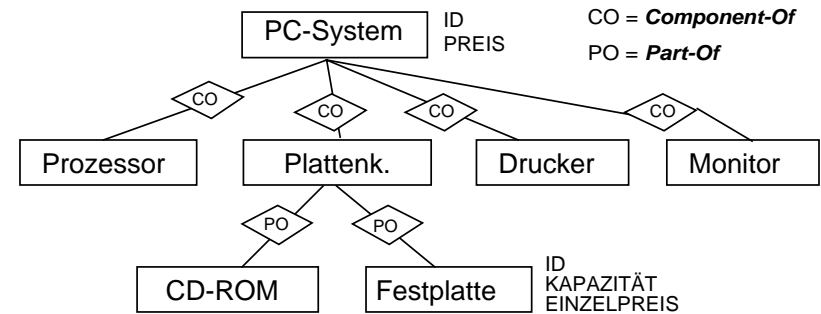 PC-System
ID
PREIS
CO = Component-Of
PO = Part-Of
CO
CO
CO
CO
Prozessor
Plattenk.
Drucker
Monitor
PO
PO
CD-ROM
Festplatte
ID
KAPAZITÄT
EINZELPREIS